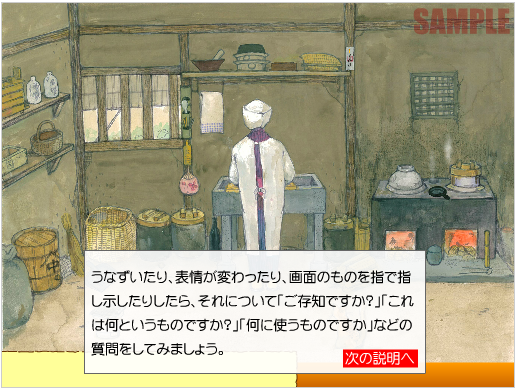 SAMPLE
うなずいたり、表情が変わったり、画面のものを指で指
し示したりしたら、それについて「ご存知ですか？」「これ
は何というものですか？」「何に使うものですか」などの
質問をしてみましょう。
次の説明へ